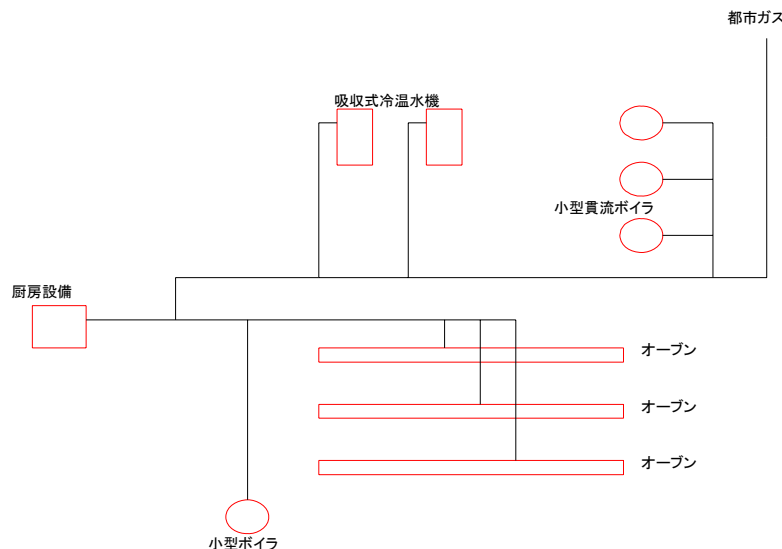 都市ガス
吸収式冷温水機
小型貫流ボイラ
厨房設備
オーブン
オーブン
オーブン
小型ボイラ